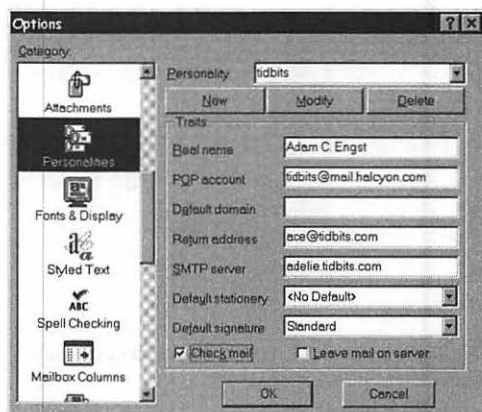 Options
Category:
Attachments
Personalities
Fonts & Display
Styled Text
ABC
Spell Checking
Mailbox Columns
Personality tidbits
New Modify Delete
Traits
Real name Adam C. Engst
POP account tidbits@mail.halcyon.com
Default domain
Return address ace@tidbits.com
SMTP server adelie.tidbits.com
Default stationery <No Default>
Default signature Standard
Check mail Leave mail on server
OK Cancel